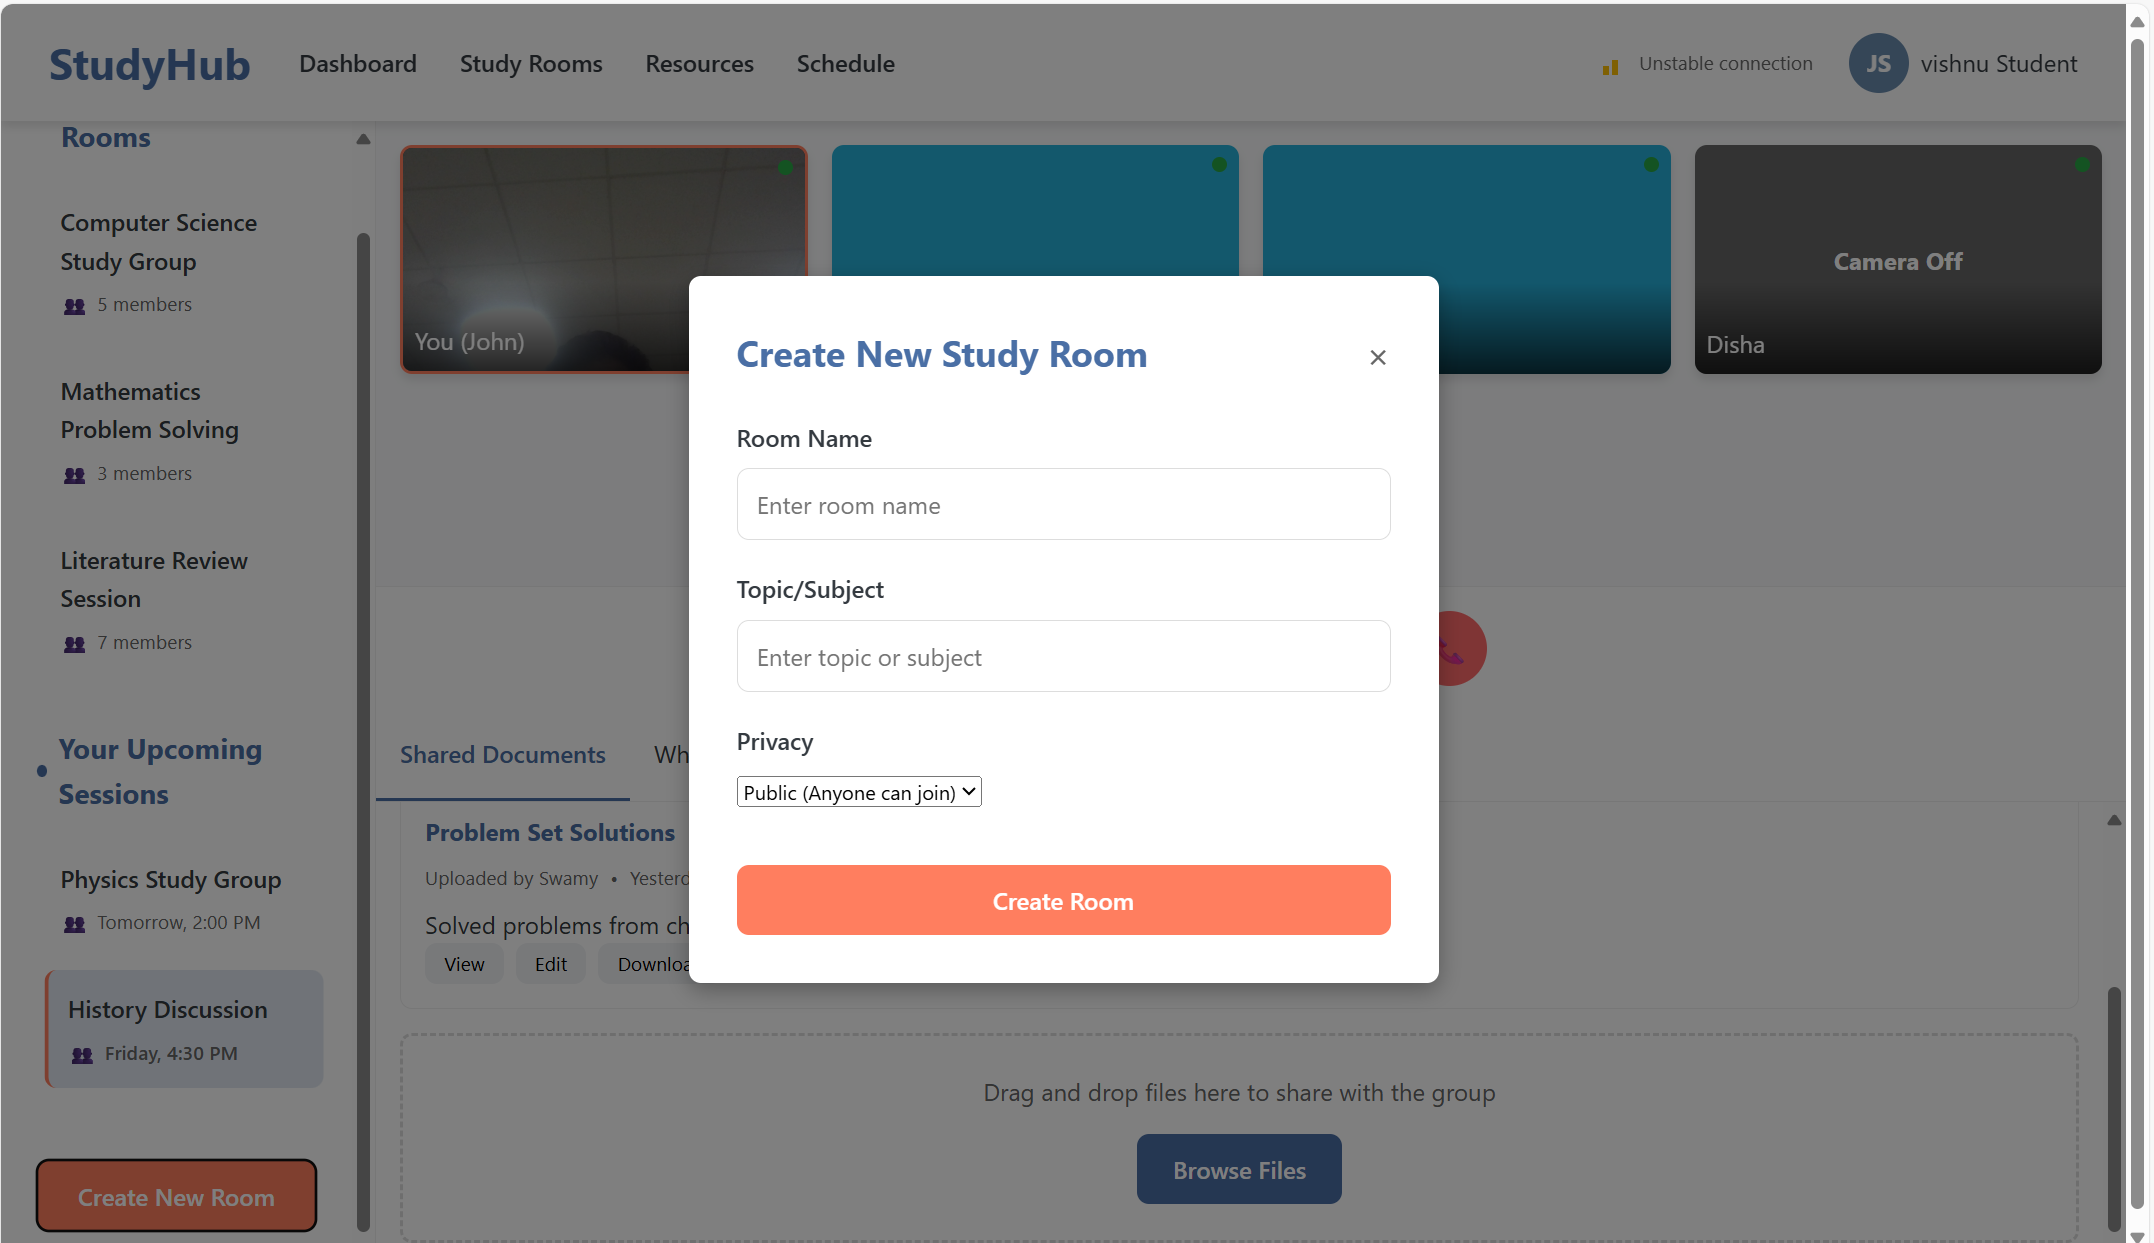 StudyHub
Dashboard
Study Rooms
Resources
Schedule
Unstable connection
JS
vishnu Student
Rooms
Computer Science
Study Group
5 members
Mathematics
Problem Solving
3 members
Literature Review
Session
7 members
Your Upcoming
Sessions
Physics Study Group
Tomorrow, 2:00 PM
History Discussion
Friday, 4:30 PM
Create New Room
You (John)
Camera Off
Disha
Create New Study Room
×
Room Name
Enter room name
Topic/Subject
Enter topic or subject
Privacy
Public (Anyone can join)
Create Room
Shared Documents
Wh
Problem Set Solutions
Uploaded by Swamy • Yesterd
Solved problems from ch
View
Edit
Downloa
Drag and drop files here to share with the group
Browse Files